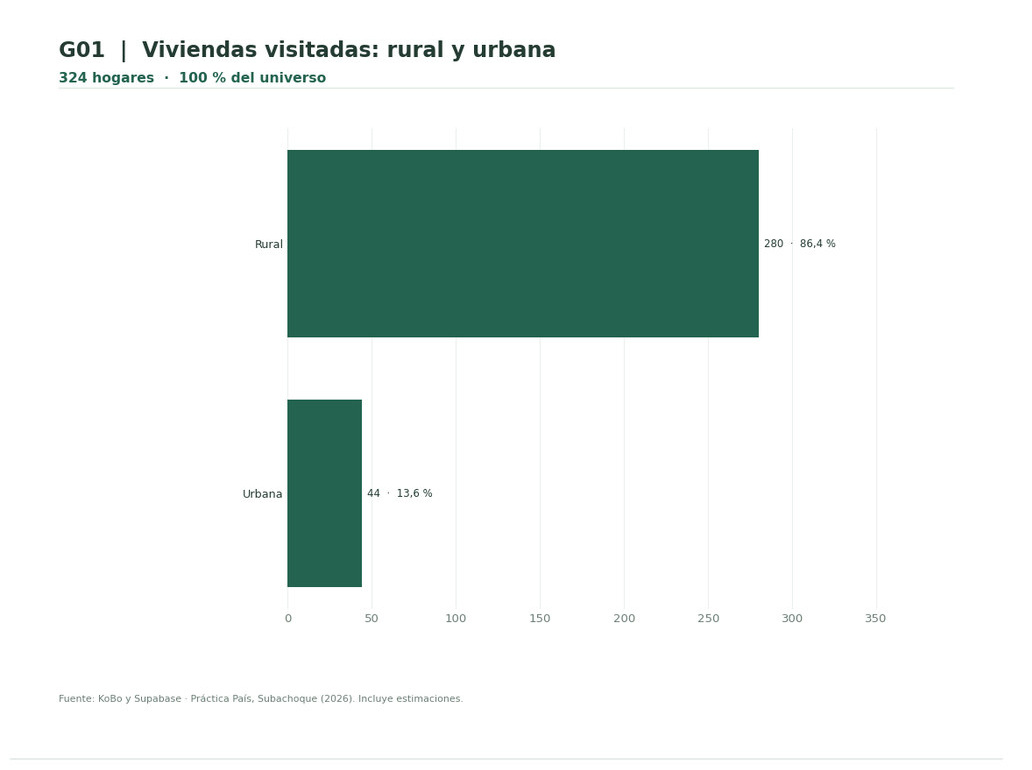 G01 | Viviendas visitadas: rural y urbana
324 hogares · 100 % del universo
Rural
280 · 86,4 %
Urbana
44 · 13,6 %
0 50 100 150 200 250 300 350
Fuente: KoBo y Supabase · Práctica País, Subachoque (2026). Incluye estimaciones.